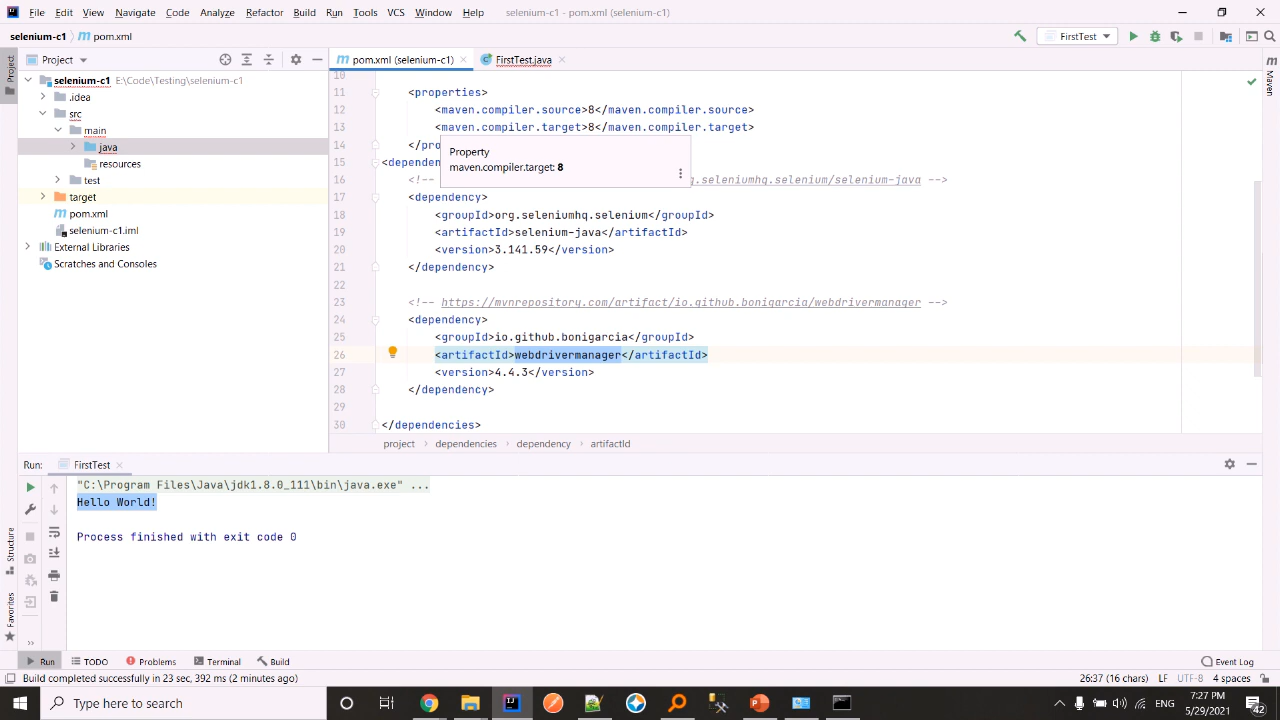 File Edit View Navigate Code Analyze Refactor Build Run Tools VCS Window Help selenium-c1 - pom.xml (selenium-c1)
selenium-c1 pom.xml FirstTest
Project
Project
selenium-c1 E:\Code\Testing\selenium-c1
.idea
src
main
java
resources
test
target
pom.xml
selenium-c1.iml
External Libraries
Scratches and Consoles
pom.xml (selenium-c1) FirstTest.java
Maven
10
11 <properties>
12 <maven.compiler.source>8</maven.compiler.source>
13 <maven.compiler.target>8</maven.compiler.target>
14 </pro
Property
maven.compiler.target: 8
15 <dependen
16 <!-- g.seleniumhq.selenium/selenium-java -->
17 <dependency>
18 <groupId>org.seleniumhq.selenium</groupId>
19 <artifactId>selenium-java</artifactId>
20 <version>3.141.59</version>
21 </dependency>
22
23 <!-- https://mvnrepository.com/artifact/io.github.bonigarcia/webdrivermanager -->
24 <dependency>
25 <groupId>io.github.bonigarcia</groupId>
26 <artifactId>webdrivermanager</artifactId>
27 <version>4.4.3</version>
28 </dependency>
29
30 </dependencies>
project dependencies dependency artifactId
Run: FirstTest
"C:\Program Files\Java\jdk1.8.0_111\bin\java.exe" ...
Hello World!
Process finished with exit code 0
Structure
Favorites
Run TODO Problems Terminal Build Event Log
Build completed successfully in 23 sec, 392 ms (2 minutes ago) 26:37 (16 chars) LF UTF-8 4 spaces
Type here to search
ENG
7:27 PM
5/29/2021
42